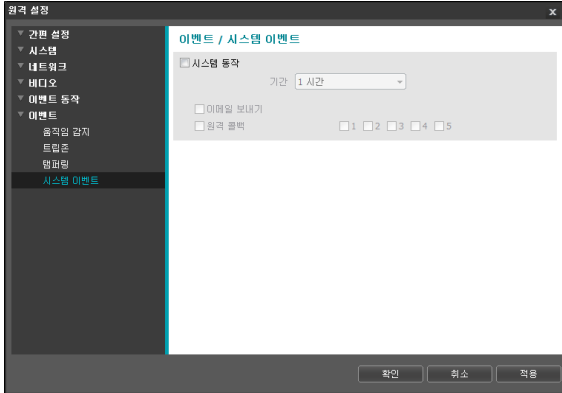 원격 설정
x
간편 설정
시스템
네트워크
비디오
이벤트 동작
이벤트
움직임 감지
트립존
탬퍼링
시스템 이벤트
이벤트 / 시스템 이벤트
시스템 동작
기간 1 시간
이메일 보내기
원격 콜백 1 2 3 4 5
확인 취소 적용